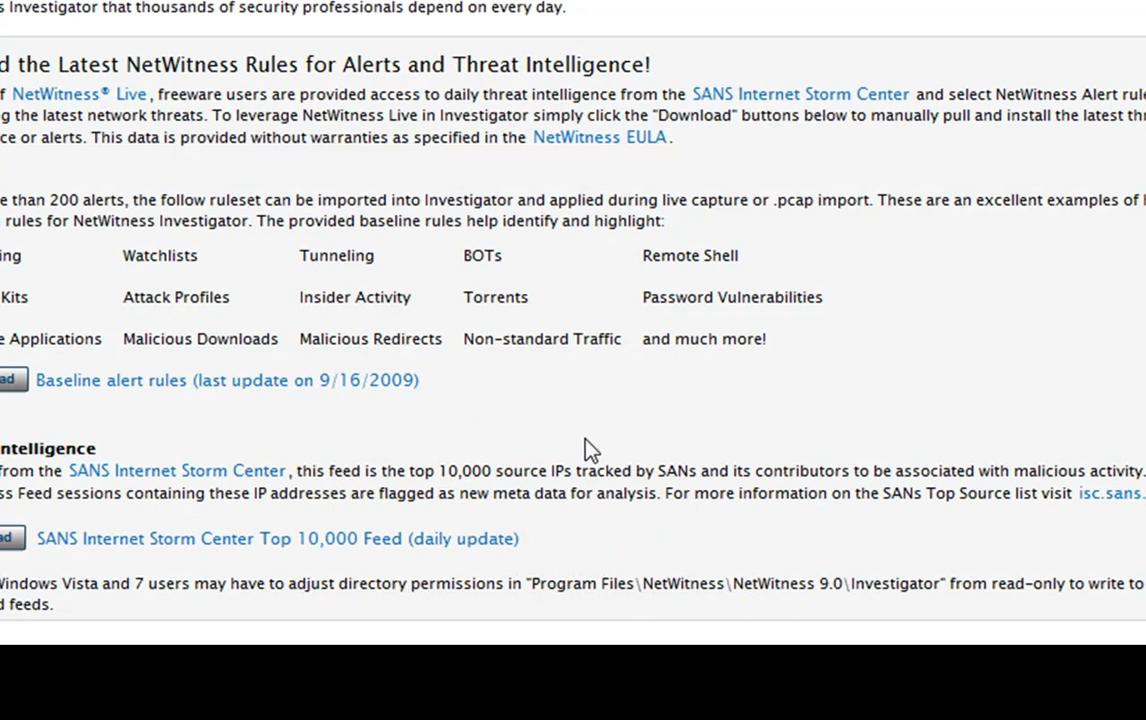 s Investigator that thousands of security professionals depend on every day.
d the Latest NetWitness Rules for Alerts and Threat Intelligence!
f NetWitness® Live, freeware users are provided access to daily threat intelligence from the SANS Internet Storm Center and select NetWitness Alert rule
g the latest network threats. To leverage NetWitness Live in Investigator simply click the "Download" buttons below to manually pull and install the latest thr
ce or alerts. This data is provided without warranties as specified in the NetWitness EULA.
e than 200 alerts, the follow ruleset can be imported into Investigator and applied during live capture or .pcap import. These are an excellent examples of h
rules for NetWitness Investigator. The provided baseline rules help identify and highlight:
ing Watchlists Tunneling BOTs Remote Shell
Kits Attack Profiles Insider Activity Torrents Password Vulnerabilities
e Applications Malicious Downloads Malicious Redirects Non-standard Traffic and much more!
ad Baseline alert rules (last update on 9/16/2009)
ntelligence
from the SANS Internet Storm Center, this feed is the top 10,000 source IPs tracked by SANs and its contributors to be associated with malicious activity.
ss Feed sessions containing these IP addresses are flagged as new meta data for analysis. For more information on the SANs Top Source list visit isc.sans.
ad SANS Internet Storm Center Top 10,000 Feed (daily update)
Windows Vista and 7 users may have to adjust directory permissions in "Program Files\NetWitness\NetWitness 9.0\Investigator" from read-only to write to
d feeds.